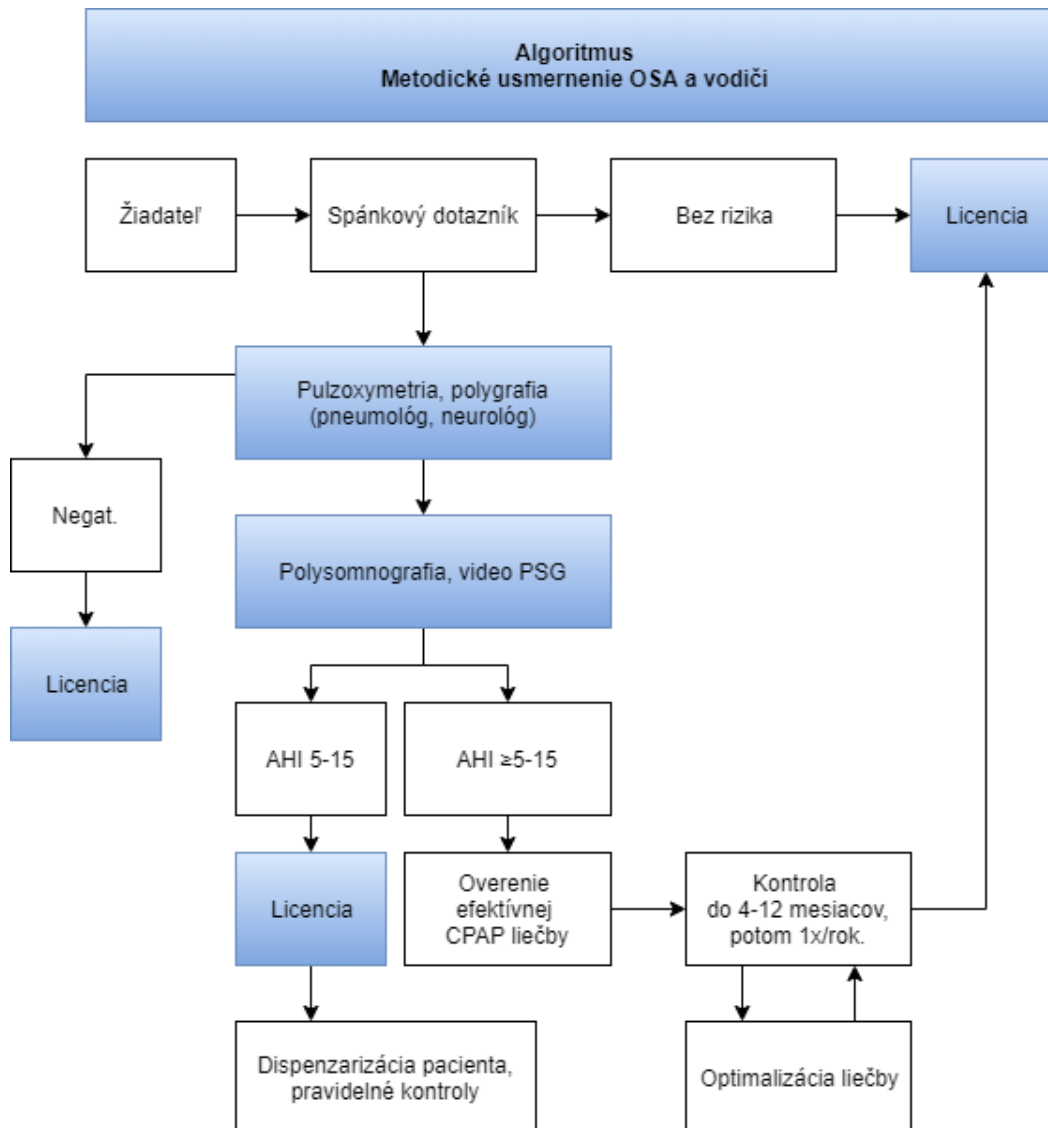 Algoritmus
Metodické usmernenie OSA a vodiči
Žiadateľ
Spánkový dotazník
Bez rizika
Licencia
Pulzoxymetria, polygrafia
(pneumológ, neurológ)
Negat.
Polysomnografia, video PSG
Licencia
AHI 5-15
AHI ≥5-15
Licencia
Overenie
efektívnej
CPAP liečby
Kontrola
do 4-12 mesiacov,
potom 1x/rok.
Dispenzarizácia pacienta,
pravidelné kontroly
Optimalizácia liečby